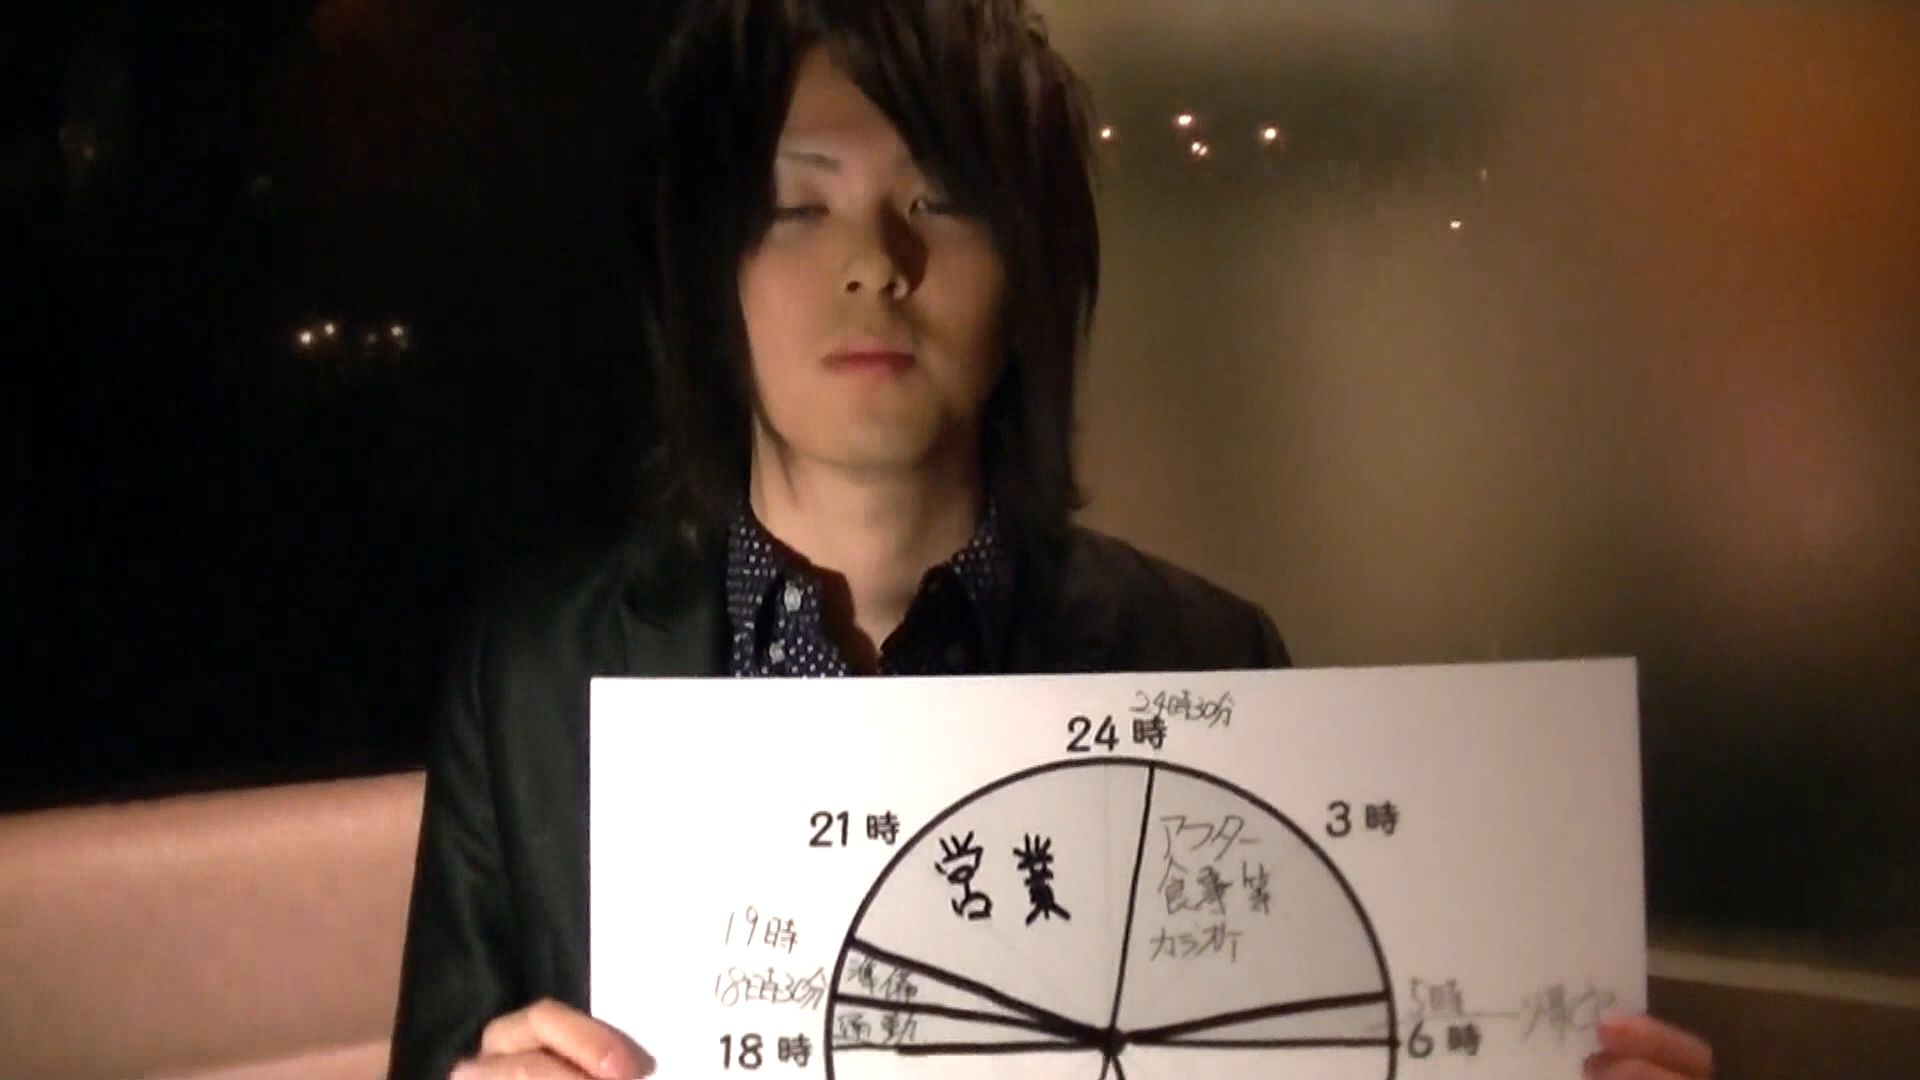 24時30分
24時
21時
3時
営業
アフター
食事等
カラオケ
19時
準備
18時30分
5時
通勤
18時
6時